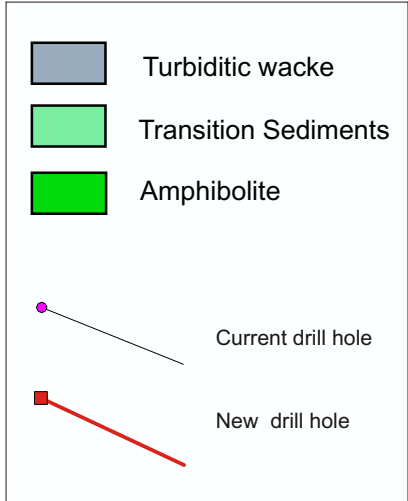 Turbiditic wacke
Transition Sediments
Amphibolite
Current drill hole
New drill hole